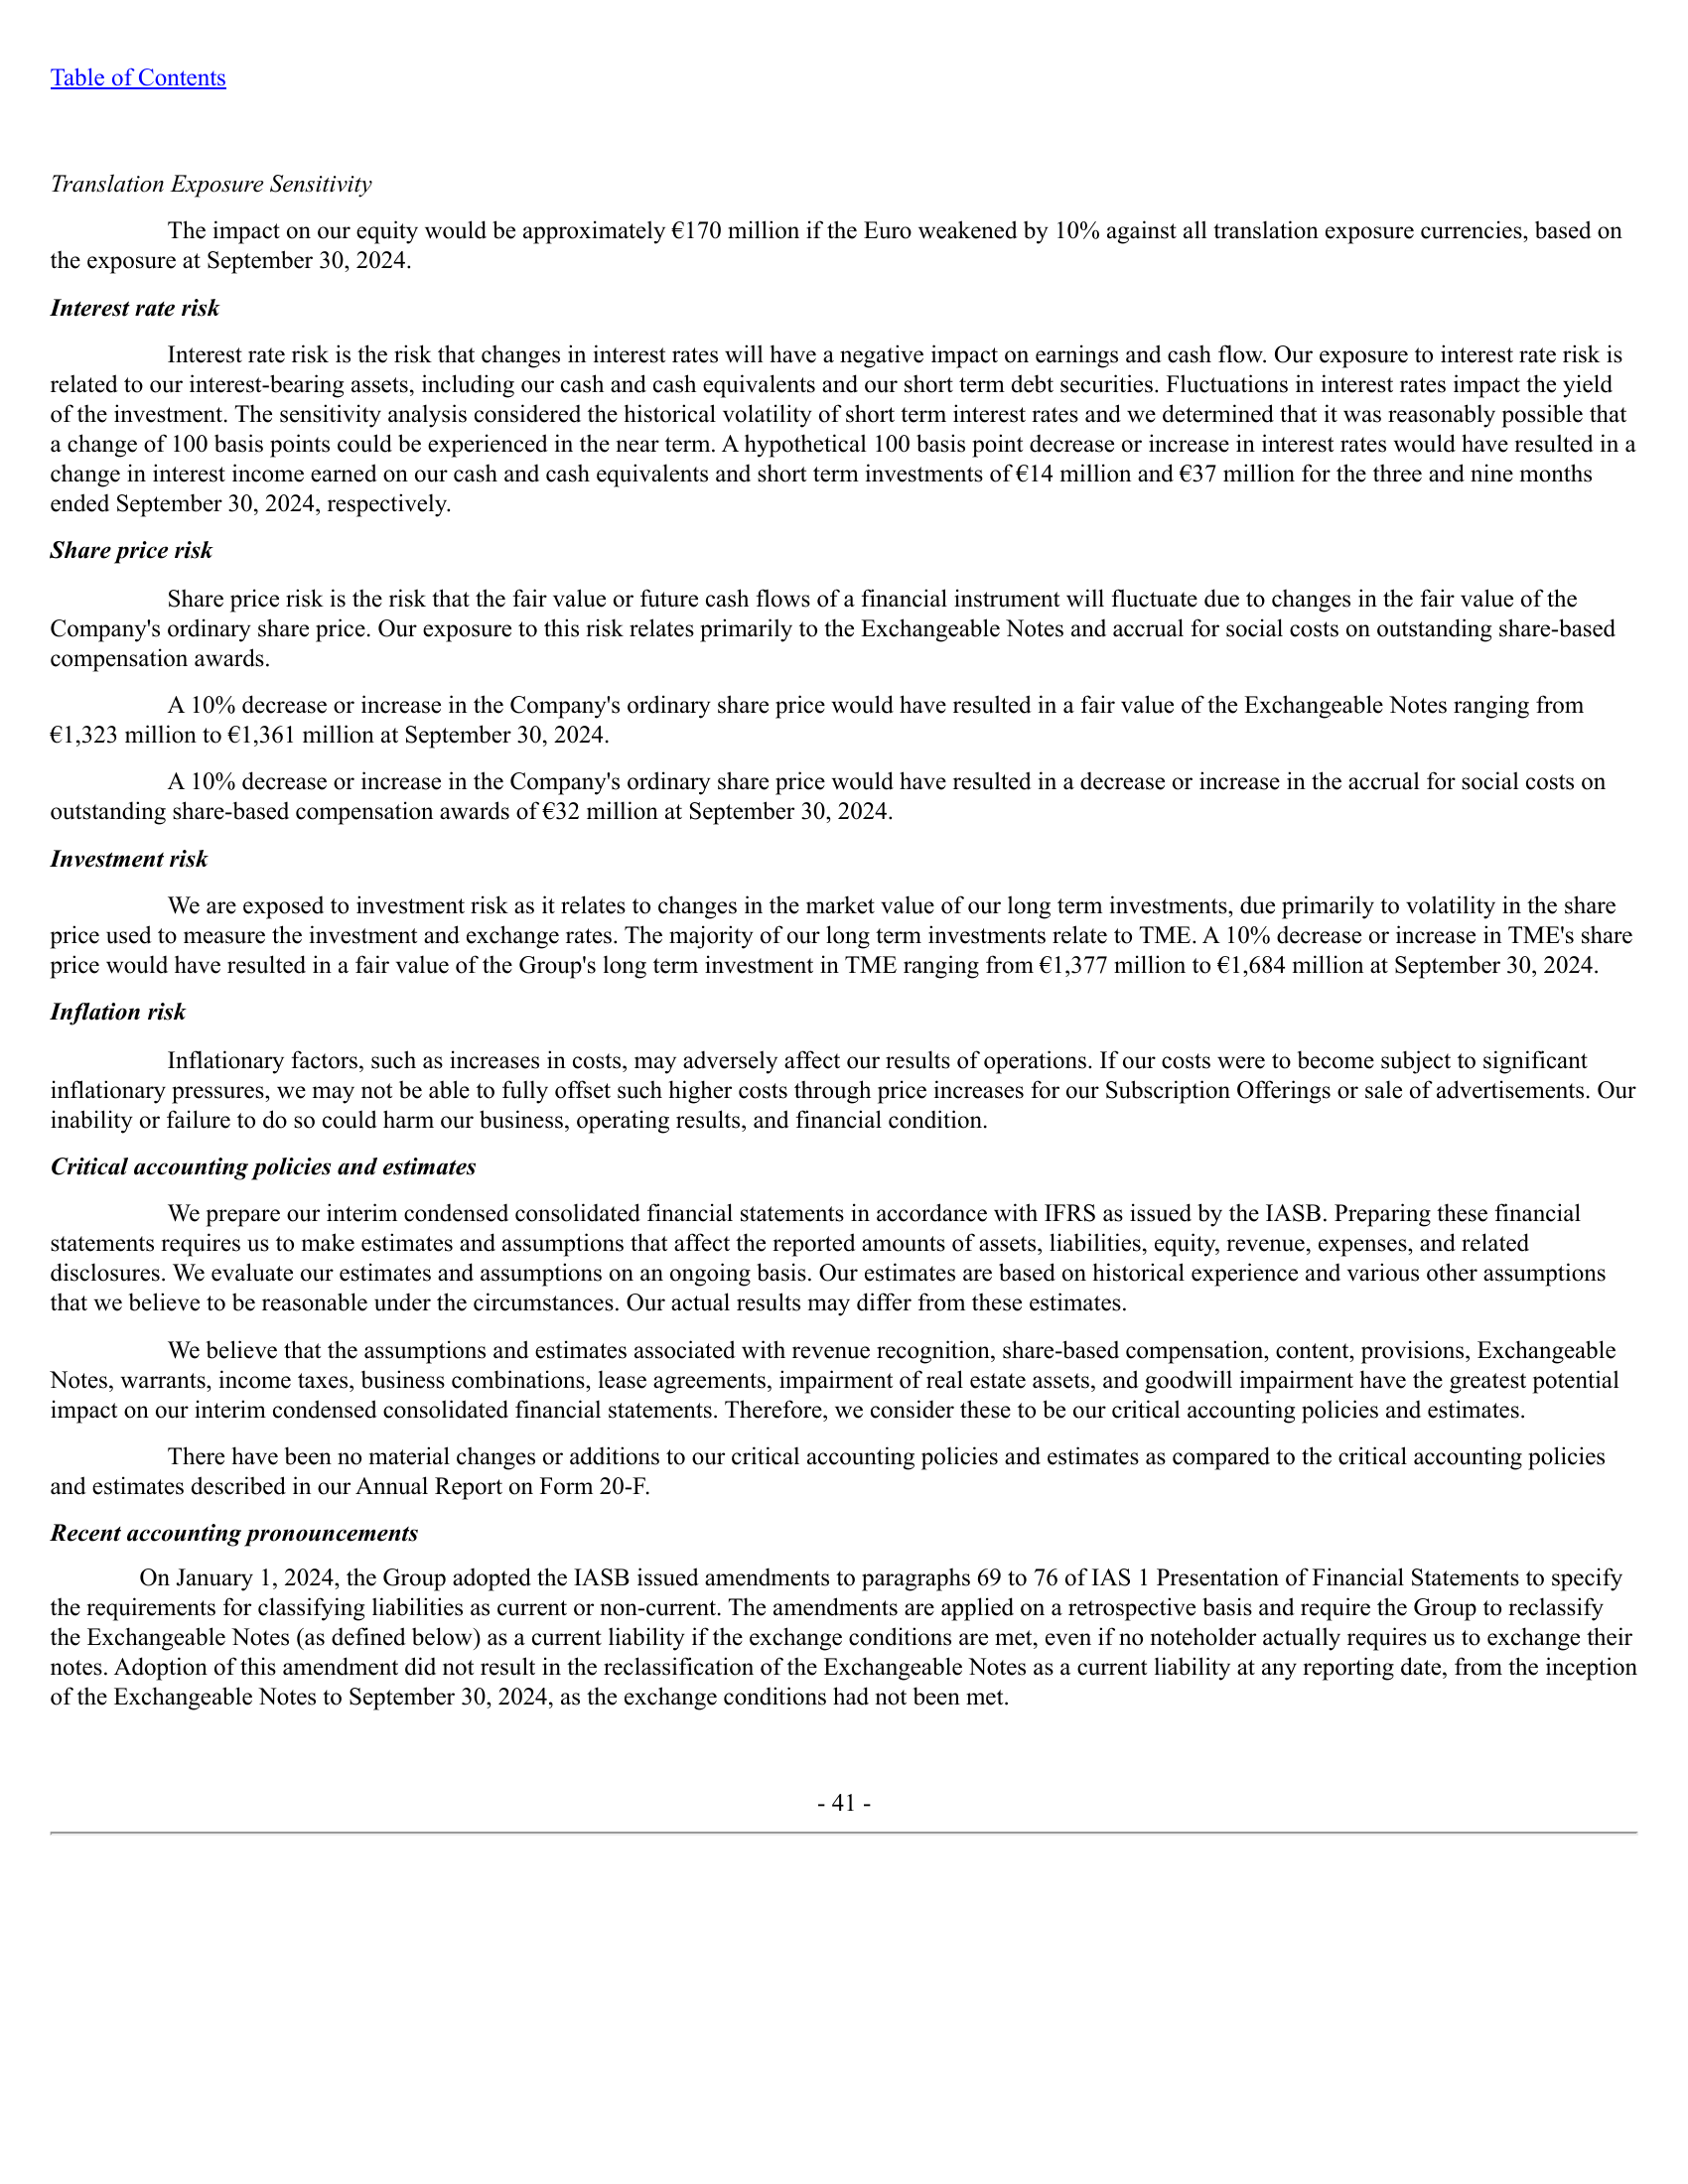 Table of Contents
Translation Exposure Sensitivity
The impact on our equity would be approximately €170 million if the Euro weakened by 10% against all translation exposure currencies, based on
the exposure at September 30, 2024.
Interest rate risk
Interest rate risk is the risk that changes in interest rates will have a negative impact on earnings and cash flow. Our exposure to interest rate risk is
related to our interest-bearing assets, including our cash and cash equivalents and our short term debt securities. Fluctuations in interest rates impact the yield
of the investment. The sensitivity analysis considered the historical volatility of short term interest rates and we determined that it was reasonably possible that
a change of 100 basis points could be experienced in the near term. A hypothetical 100 basis point decrease or increase in interest rates would have resulted in a
change in interest income earned on our cash and cash equivalents and short term investments of €14 million and €37 million for the three and nine months
ended September 30, 2024, respectively.
Share price risk
Share price risk is the risk that the fair value or future cash flows of a financial instrument will fluctuate due to changes in the fair value of the
Company's ordinary share price. Our exposure to this risk relates primarily to the Exchangeable Notes and accrual for social costs on outstanding share-based
compensation awards.
A 10% decrease or increase in the Company's ordinary share price would have resulted in a fair value of the Exchangeable Notes ranging from
€1,323 million to €1,361 million at September 30, 2024.
A 10% decrease or increase in the Company's ordinary share price would have resulted in a decrease or increase in the accrual for social costs on
outstanding share-based compensation awards of €32 million at September 30, 2024.
Investment risk
We are exposed to investment risk as it relates to changes in the market value of our long term investments, due primarily to volatility in the share
price used to measure the investment and exchange rates. The majority of our long term investments relate to TME. A 10% decrease or increase in TME's share
price would have resulted in a fair value of the Group's long term investment in TME ranging from €1,377 million to €1,684 million at September 30, 2024.
Inflation risk
Inflationary factors, such as increases in costs, may adversely affect our results of operations. If our costs were to become subject to significant
inflationary pressures, we may not be able to fully offset such higher costs through price increases for our Subscription Offerings or sale of advertisements. Our
inability or failure to do so could harm our business, operating results, and financial condition.
Critical accounting policies and estimates
We prepare our interim condensed consolidated financial statements in accordance with IFRS as issued by the IASB. Preparing these financial
statements requires us to make estimates and assumptions that affect the reported amounts of assets, liabilities, equity, revenue, expenses, and related
disclosures. We evaluate our estimates and assumptions on an ongoing basis. Our estimates are based on historical experience and various other assumptions
that we believe to be reasonable under the circumstances. Our actual results may differ from these estimates.
We believe that the assumptions and estimates associated with revenue recognition, share-based compensation, content, provisions, Exchangeable
Notes, warrants, income taxes, business combinations, lease agreements, impairment of real estate assets, and goodwill impairment have the greatest potential
impact on our interim condensed consolidated financial statements. Therefore, we consider these to be our critical accounting policies and estimates.
There have been no material changes or additions to our critical accounting policies and estimates as compared to the critical accounting policies
and estimates described in our Annual Report on Form 20-F.
Recent accounting pronouncements
On January 1, 2024, the Group adopted the IASB issued amendments to paragraphs 69 to 76 of IAS 1 Presentation of Financial Statements to specify
the requirements for classifying liabilities as current or non-current. The amendments are applied on a retrospective basis and require the Group to reclassify
the Exchangeable Notes (as defined below) as a current liability if the exchange conditions are met, even if no noteholder actually requires us to exchange their
notes. Adoption of this amendment did not result in the reclassification of the Exchangeable Notes as a current liability at any reporting date, from the inception
of the Exchangeable Notes to September 30, 2024, as the exchange conditions had not been met.
- 41 -